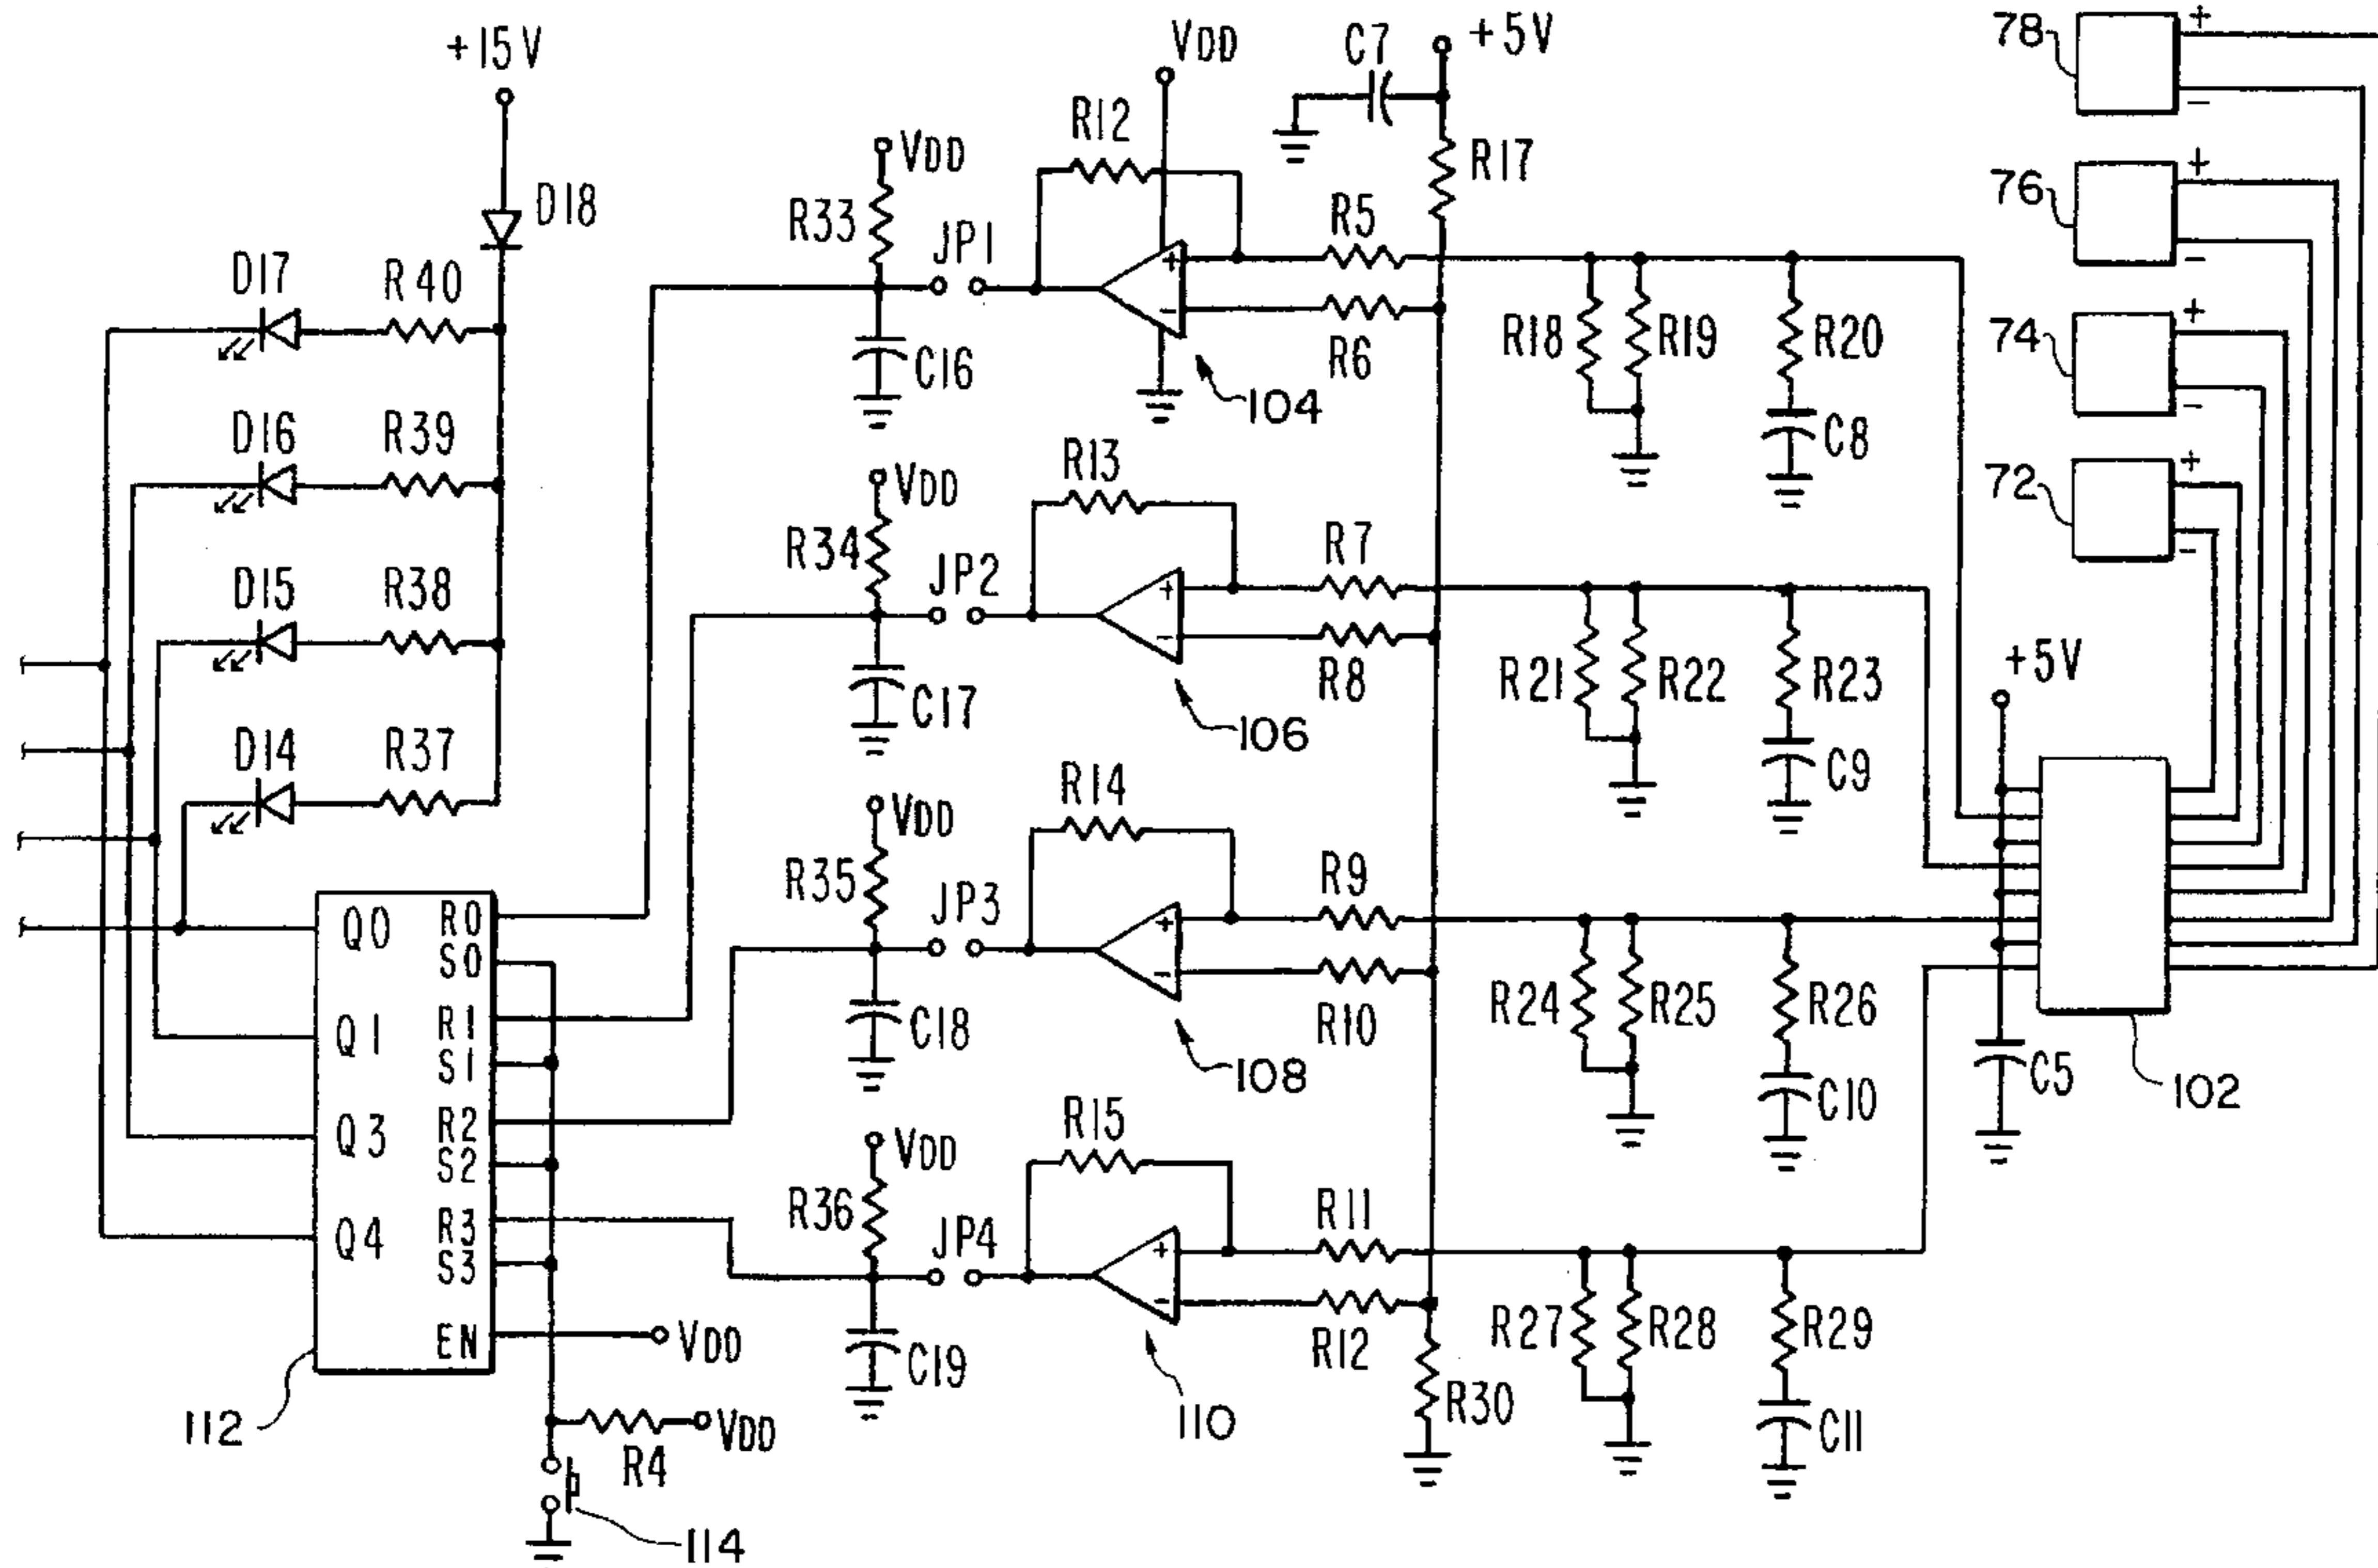 +15V
D18
D17
R40
D16
R39
D15
R38
D14
R37
Q0
Q1
Q3
Q4
R0
S0
R1
S1
R2
S2
R3
S3
EN
VDD
112
R4
VDD
114
VDD
R33
JP1
C16
VDD
R34
JP2
C17
VDD
R35
JP3
C18
VDD
R36
JP4
C19
VDD
R12
+
-
104
R13
+
-
106
R14
+
-
108
R15
+
-
110
C7
+5V
R17
R5
R6
R7
R8
R9
R10
R11
R12
R30
R18
R19
R20
C8
R21
R22
R23
C9
R24
R25
R26
C10
R27
R28
R29
C11
78
+
-
76
+
-
74
+
-
72
+
-
+5V
C5
102